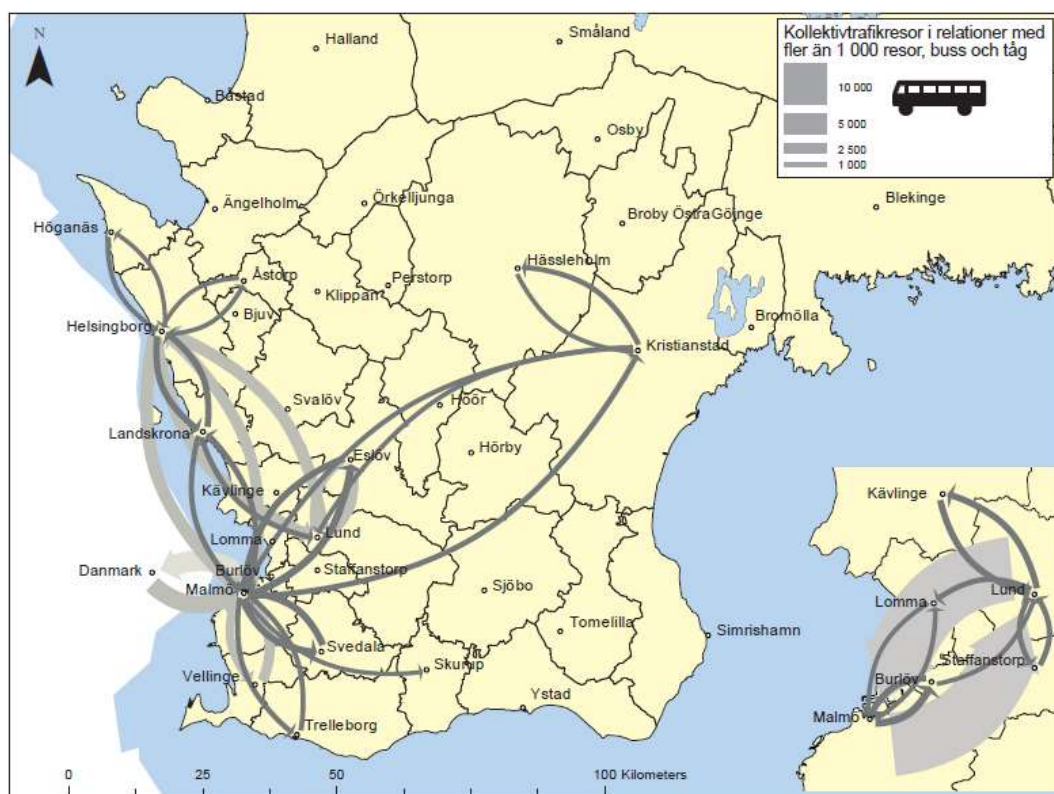 N
Halland
Småland
Kollektivtrafikresor i relationer med
fler än 1 000 resor, buss och tåg
10 000
5 000
2 500
1 000
Båstad
Osby
Ängelholm
Örkelljunga
Broby Östra Göinge
Blekinge
Höganäs
Hässleholm
Åstorp
Perstorp
Klippan
Bjuv
Helsingborg
Bromölla
Kristianstad
Svalöv
Höör
Landskrona
Hörby
Eslöv
Kävlinge
Lund
Lomma
Danmark
Burlöv
Staffanstorp
Malmö
Sjöbo
Tomelilla
Simrishamn
Svedala
Skurup
Vellinge
Ystad
Trelleborg
Kävlinge
Lomma
Lund
Staffanstorp
Burlöv
Malmö
0 25 50 100 Kilometers